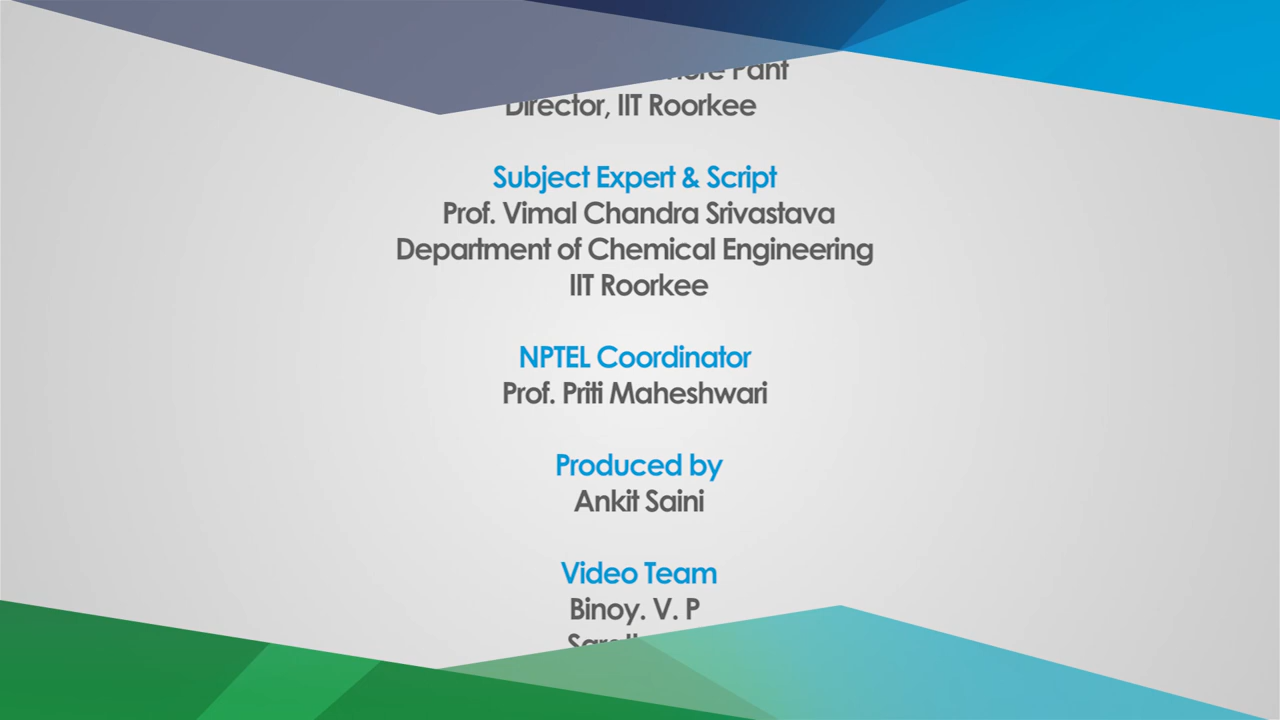 Pant
Director, IIT Roorkee
Subject Expert & Script
Prof. Vimal Chandra Srivastava
Department of Chemical Engineering
IIT Roorkee
NPTEL Coordinator
Prof. Priti Maheshwari
Produced by
Ankit Saini
Video Team
Binoy. V. P